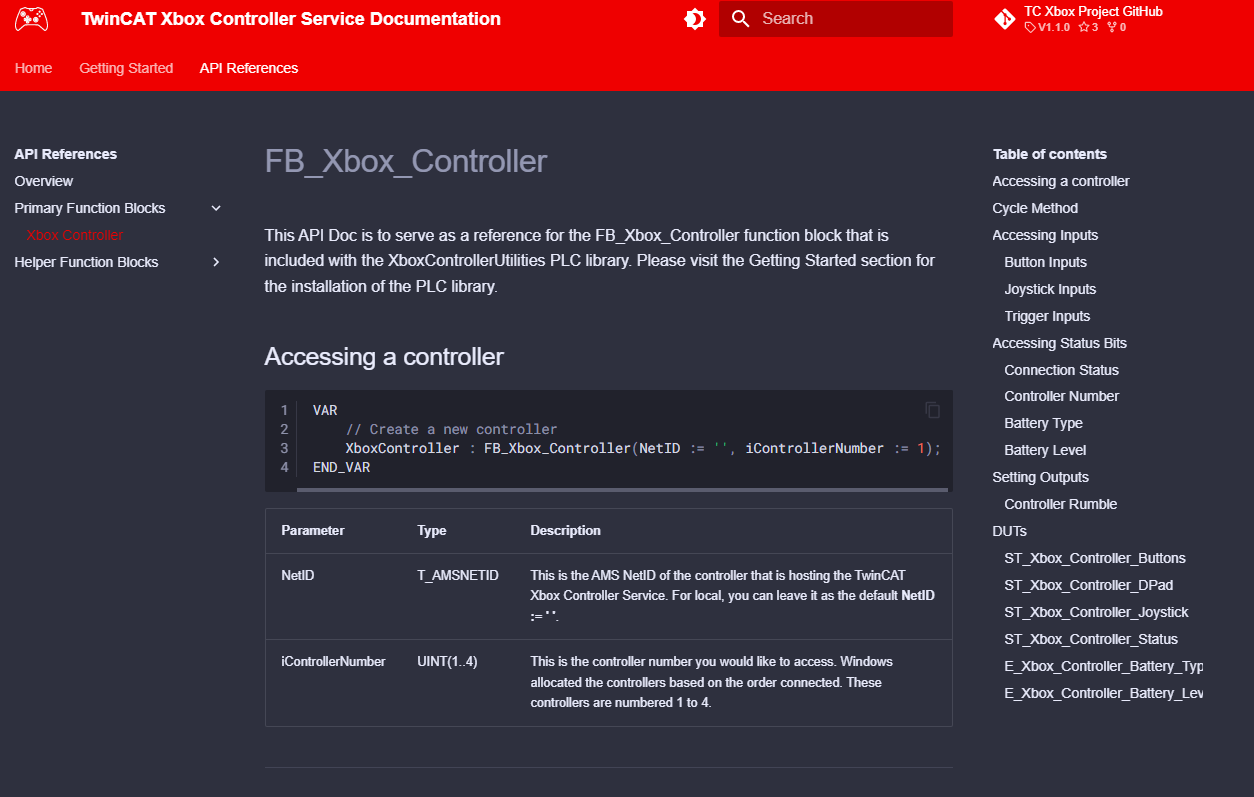 TwinCAT Xbox Controller Service Documentation
Search
TC Xbox Project GitHub
V1.1.0 3 0
Home
Getting Started
API References
API References
Overview
Primary Function Blocks
Xbox Controller
Helper Function Blocks
FB_Xbox_Controller
This API Doc is to serve as a reference for the FB_Xbox_Controller function block that is
included with the XboxControllerUtilities PLC library. Please visit the Getting Started section for
the installation of the PLC library.
Accessing a controller
1 VAR
2 // Create a new controller
3 XboxController : FB_Xbox_Controller(NetID := '', iControllerNumber := 1);
4 END_VAR
Parameter Type Description
NetID T_AMSNETID This is the AMS NetID of the controller that is hosting the TwinCAT
Xbox Controller Service. For local, you can leave it as the default NetID
:= ' '.
iControllerNumber UINT(1..4) This is the controller number you would like to access. Windows
allocated the controllers based on the order connected. These
controllers are numbered 1 to 4.
Table of contents
Accessing a controller
Cycle Method
Accessing Inputs
Button Inputs
Joystick Inputs
Trigger Inputs
Accessing Status Bits
Connection Status
Controller Number
Battery Type
Battery Level
Setting Outputs
Controller Rumble
DUTs
ST_Xbox_Controller_Buttons
ST_Xbox_Controller_DPad
ST_Xbox_Controller_Joystick
ST_Xbox_Controller_Status
E_Xbox_Controller_Battery_Typ
E_Xbox_Controller_Battery_Lev